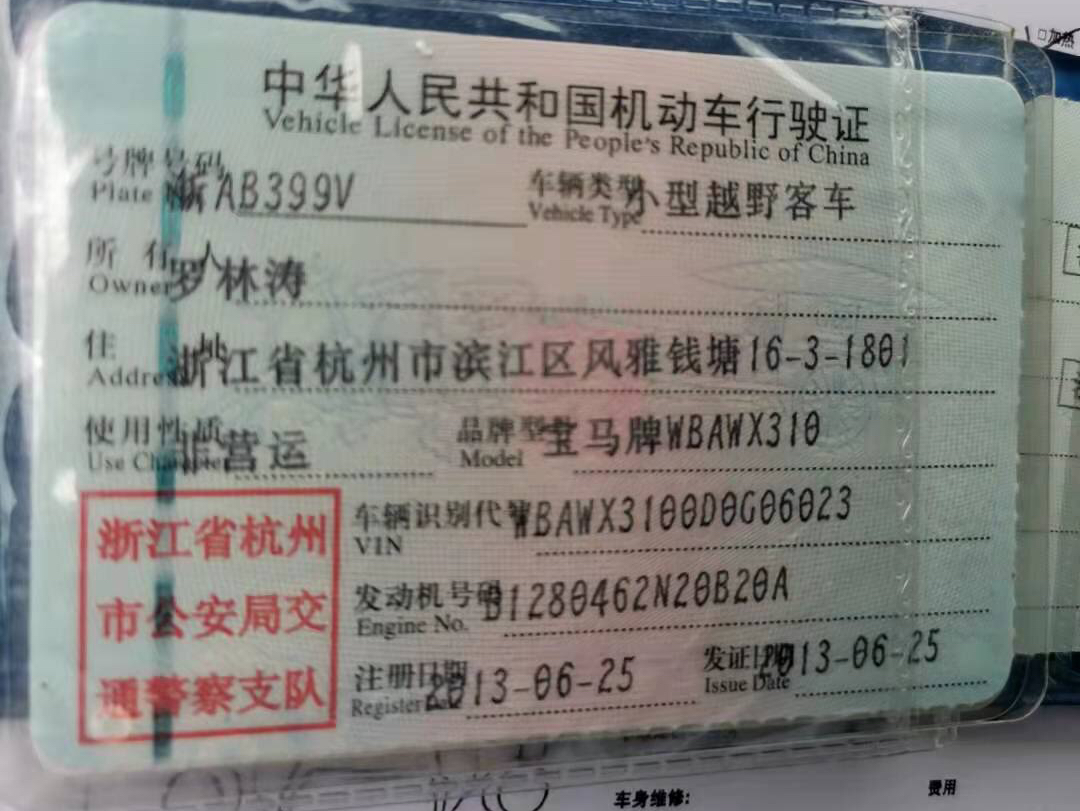 加热
中华人民共和国机动车行驶证
Vehicle License of the People's Republic of China
号牌号码 浙AB399V 车辆类型 小型越野客车
Plate Vehicle Type
所有人 罗林涛
Owner
住址 浙江省杭州市滨江区风雅钱塘16-3-1801
Address
使用性质 非营运 品牌型号 宝马牌WBAWX310
Use Character Model
浙江省杭州
市公安局交
通警察支队
车辆识别代号 WBAWX3100D0G06023
VIN
发动机号码 B1280462N20B20A
Engine No.
注册日期 2013-06-25 发证日期 2013-06-25
Register Date Issue Date
车身维修: 费用